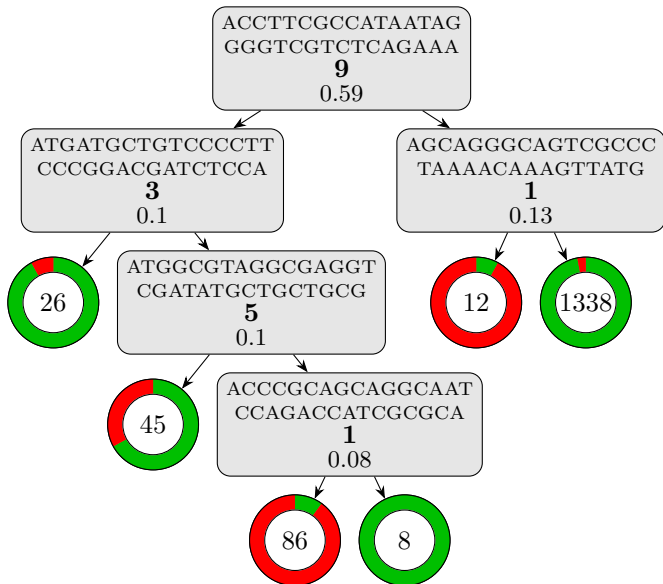 ACCTTCGCCATAATAG
GGGTCGTCTCAGAAA
9
0.59
ATGATGCTGTCCCCTT
CCCGGACGATCTCCA
3
0.1
AGCAGGGCAGTCGCCC
TAAAACAAAGTTATG
1
0.13
26
ATGGCGTAGGCGAGGT
CGATATGCTGCTGCG
5
0.1
12
1338
45
ACCCGCAGCAGGCAAT
CCAGACCATCGCGCA
1
0.08
86
8